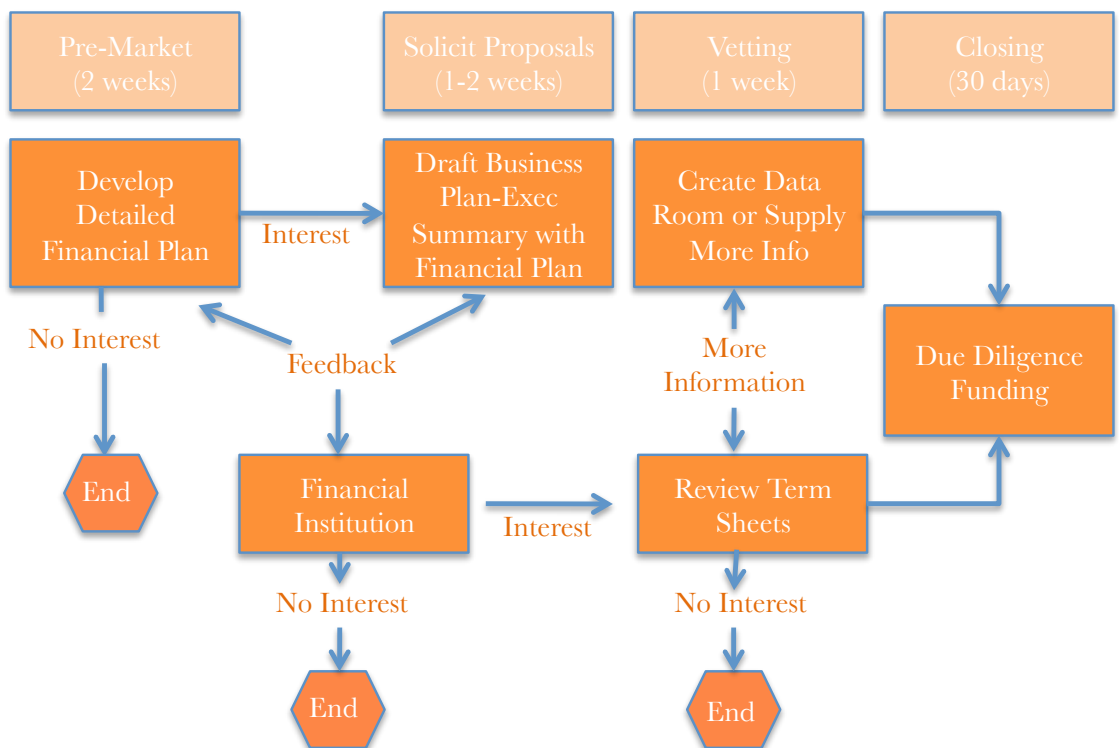 Pre-Market
(2 weeks)
Solicit Proposals
(1-2 weeks)
Vetting
(1 week)
Closing
(30 days)
Develop
Detailed
Financial Plan
Interest
Draft Business
Plan-Exec
Summary with
Financial Plan
Create Data
Room or Supply
More Info
No Interest
Feedback
More
Information
Due Diligence
Funding
End
Financial
Institution
Interest
Review Term
Sheets
No Interest
No Interest
End
End